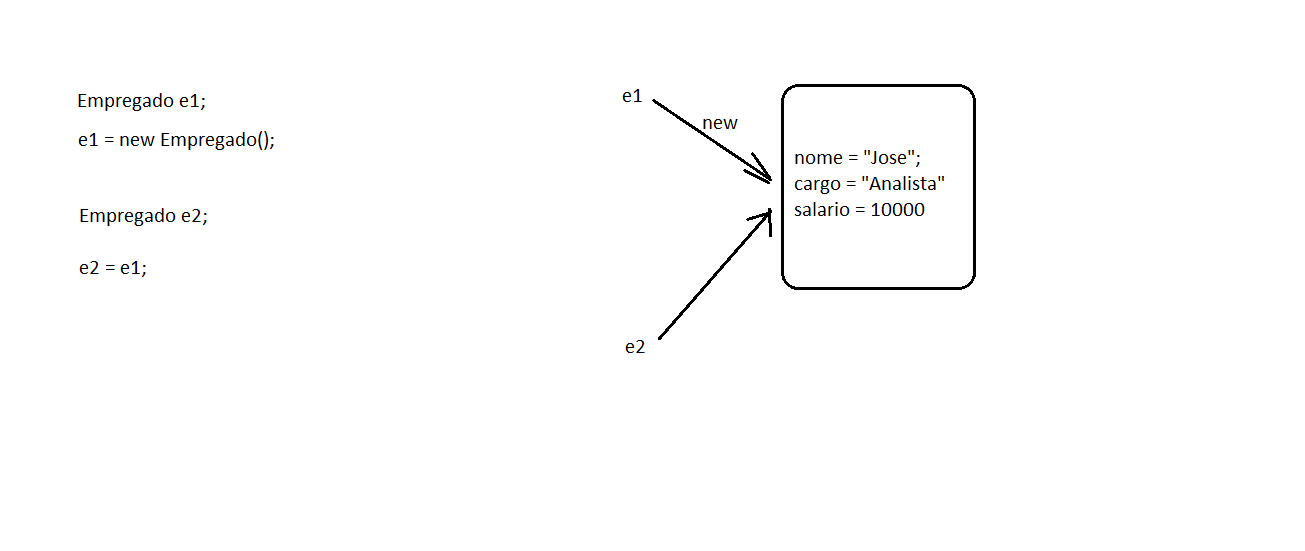 Empregado e1;
e1 = new Empregado();
Empregado e2;
e2 = e1;
e1
new
nome = "Jose";
cargo = "Analista"
salario = 10000
e2